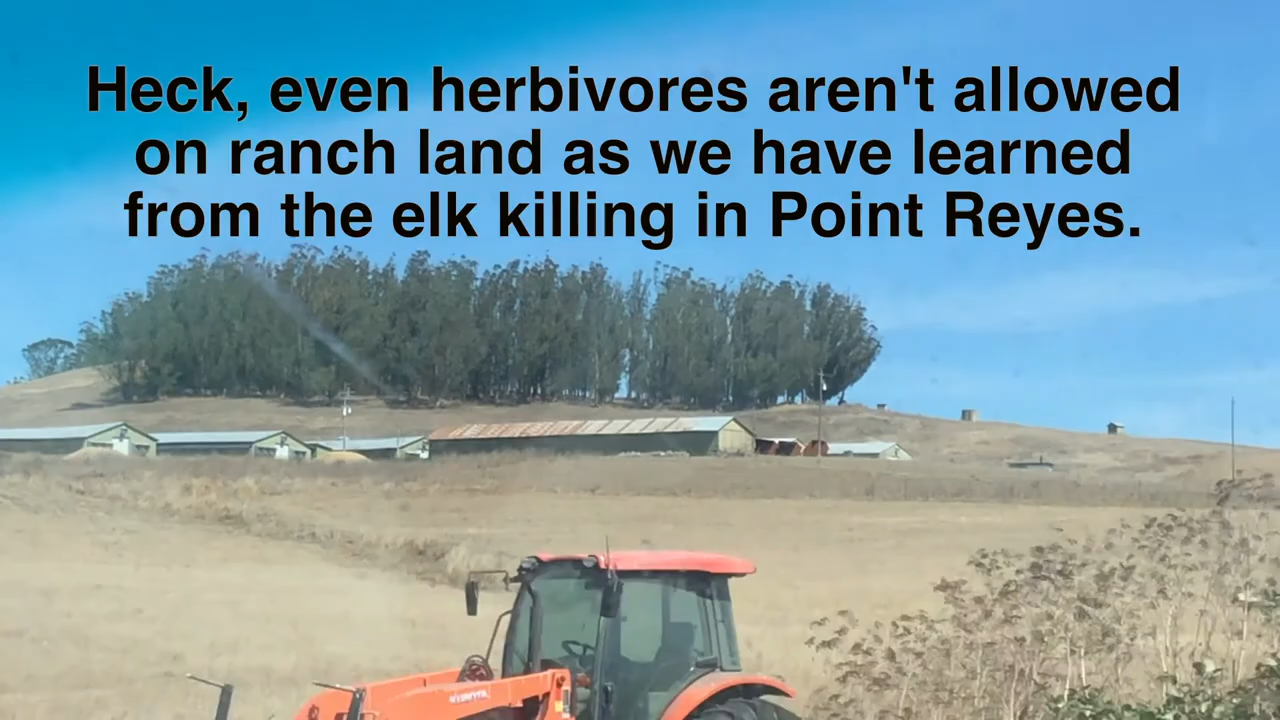 Heck, even herbivores aren't allowed
on ranch land as we have learned
from the elk killing in Point Reyes.